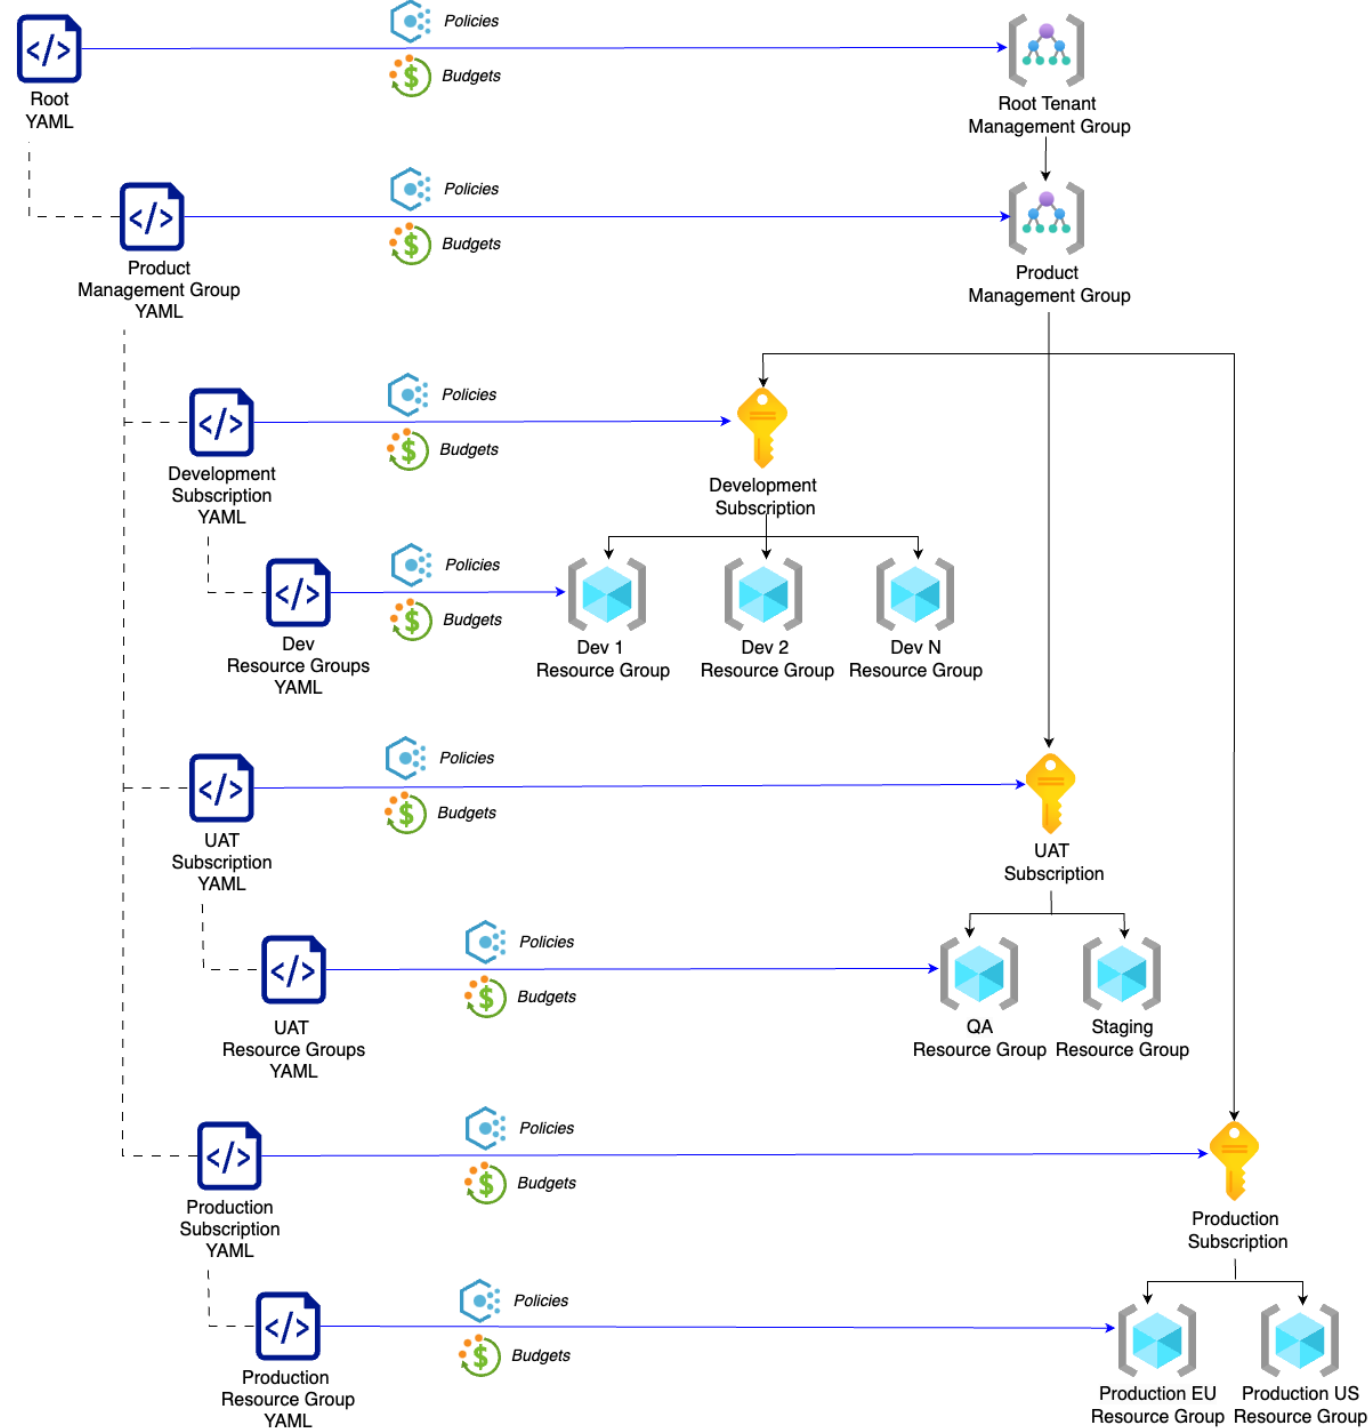 Policies
Budgets
Root
YAML
Root Tenant
Management Group
Policies
Budgets
Product
Management Group
YAML
Product
Management Group
Policies
Budgets
Development
Subscription
YAML
Development
Subscription
Policies
Budgets
Dev
Resource Groups
YAML
Dev 1
Resource Group
Dev 2
Resource Group
Dev N
Resource Group
Policies
Budgets
UAT
Subscription
YAML
UAT
Subscription
Policies
Budgets
UAT
Resource Groups
YAML
QA
Resource Group
Staging
Resource Group
Policies
Budgets
Production
Subscription
YAML
Production
Subscription
Policies
Budgets
Production
Resource Group
YAML
Production EU
Resource Group
Production US
Resource Group